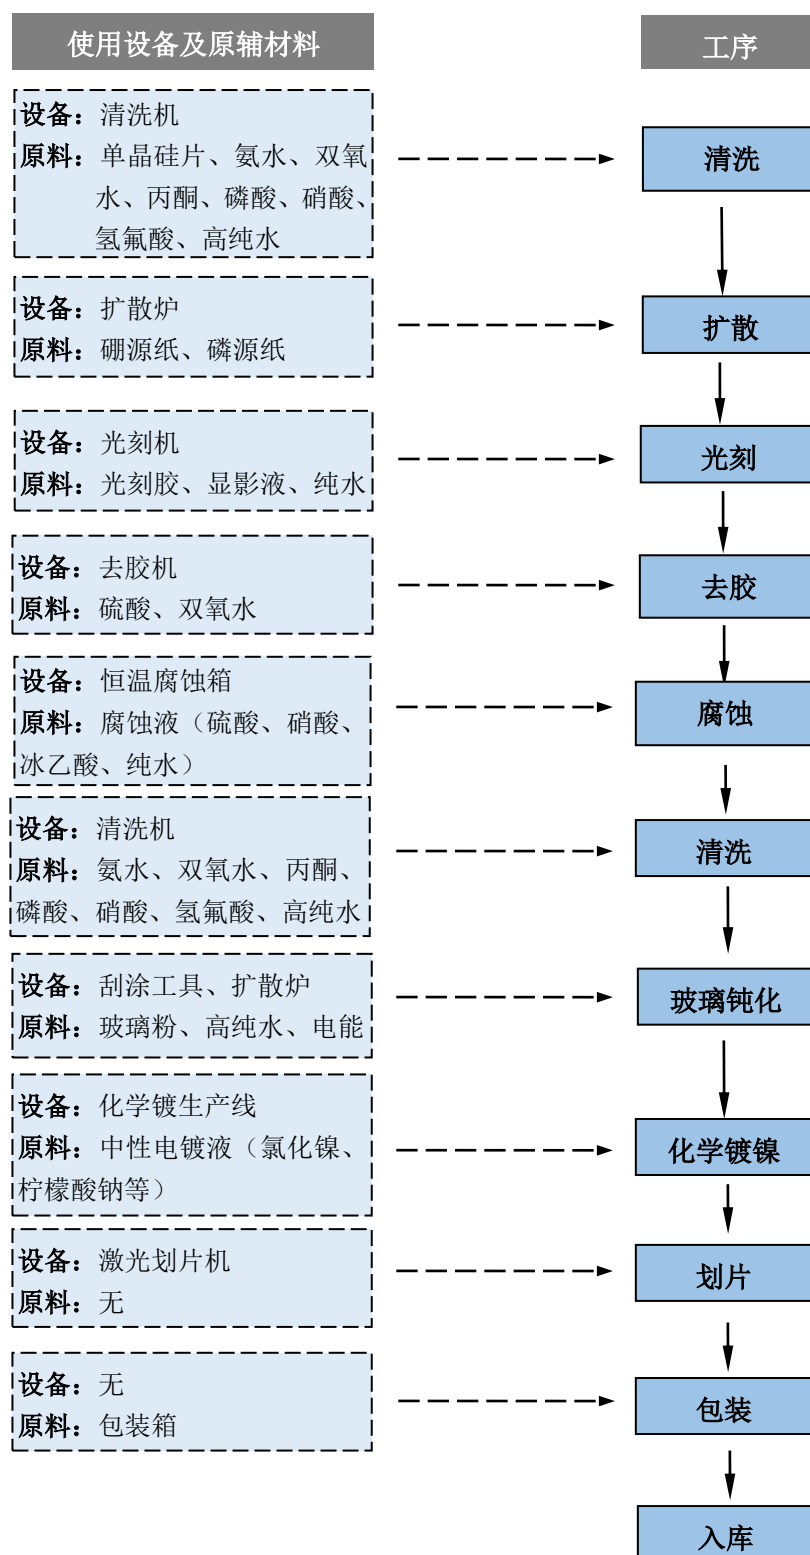 使用设备及原辅材料
工序
设备：清洗机
原料：单晶硅片、氨水、双氧
水、丙酮、磷酸、硝酸、
氢氟酸、高纯水
清洗
设备：扩散炉
原料：硼源纸、磷源纸
扩散
设备：光刻机
原料：光刻胶、显影液、纯水
光刻
设备：去胶机
原料：硫酸、双氧水
去胶
设备：恒温腐蚀箱
原料：腐蚀液（硫酸、硝酸、
冰乙酸、纯水）
腐蚀
设备：清洗机
原料：氨水、双氧水、丙酮、
磷酸、硝酸、氢氟酸、高纯水
清洗
设备：刮涂工具、扩散炉
原料：玻璃粉、高纯水、电能
玻璃钝化
设备：化学镀生产线
原料：中性电镀液（氯化镍、
柠檬酸钠等）
化学镀镍
设备：激光划片机
原料：无
划片
设备：无
原料：包装箱
包装
入库